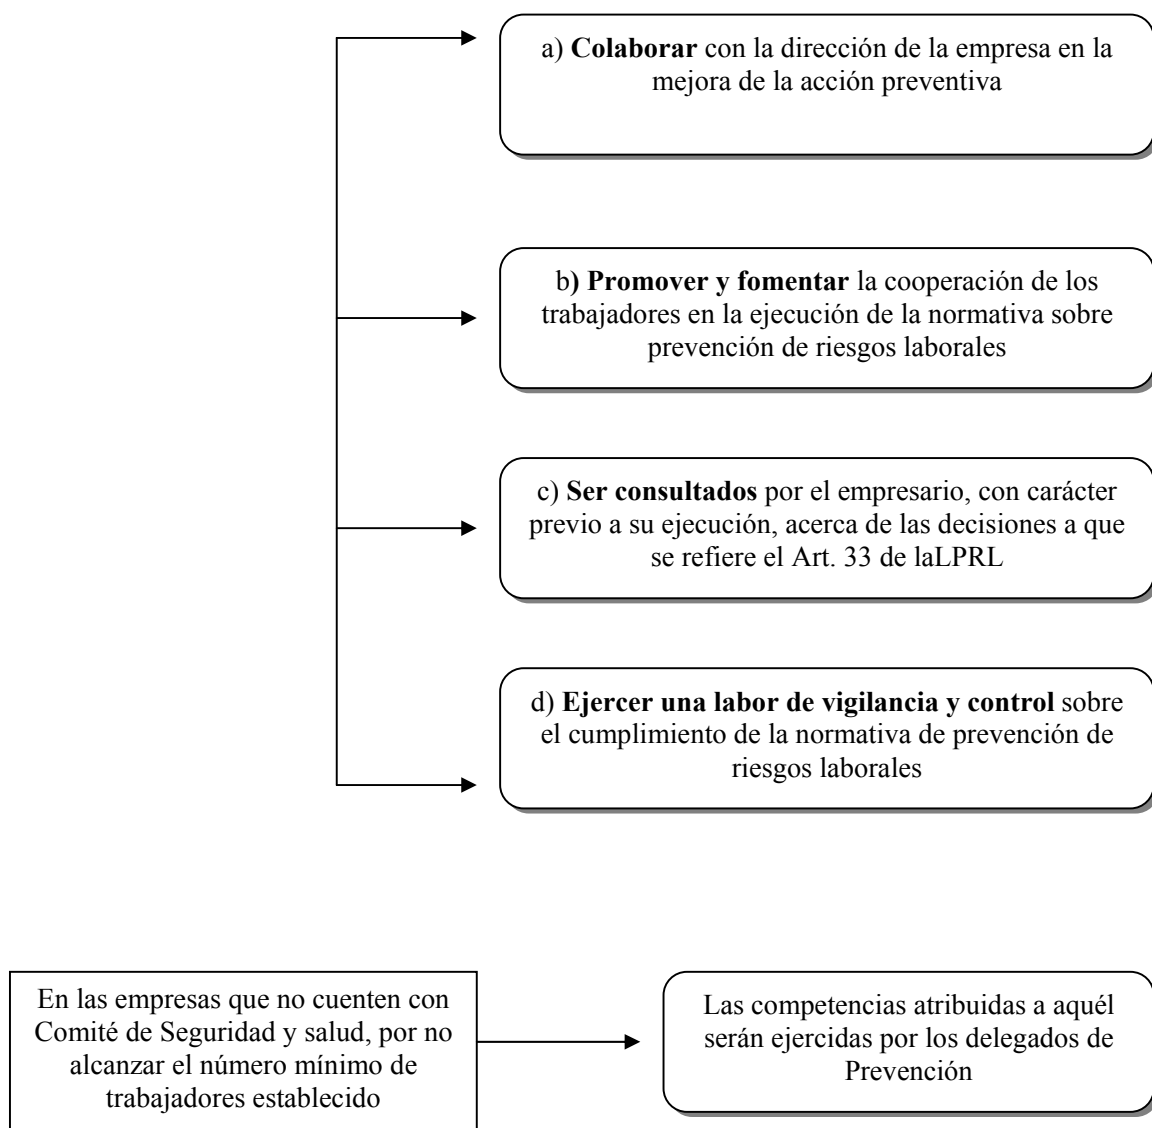 a) Colaborar con la dirección de la empresa en la
mejora de la acción preventiva
b) Promover y fomentar la cooperación de los
trabajadores en la ejecución de la normativa sobre
prevención de riesgos laborales
c) Ser consultados por el empresario, con carácter
previo a su ejecución, acerca de las decisiones a que
se refiere el Art. 33 de laLPRL
d) Ejercer una labor de vigilancia y control sobre
el cumplimiento de la normativa de prevención de
riesgos laborales
En las empresas que no cuenten con
Comité de Seguridad y salud, por no
alcanzar el número mínimo de
trabajadores establecido
Las competencias atribuidas a aquél
serán ejercidas por los delegados de
Prevención